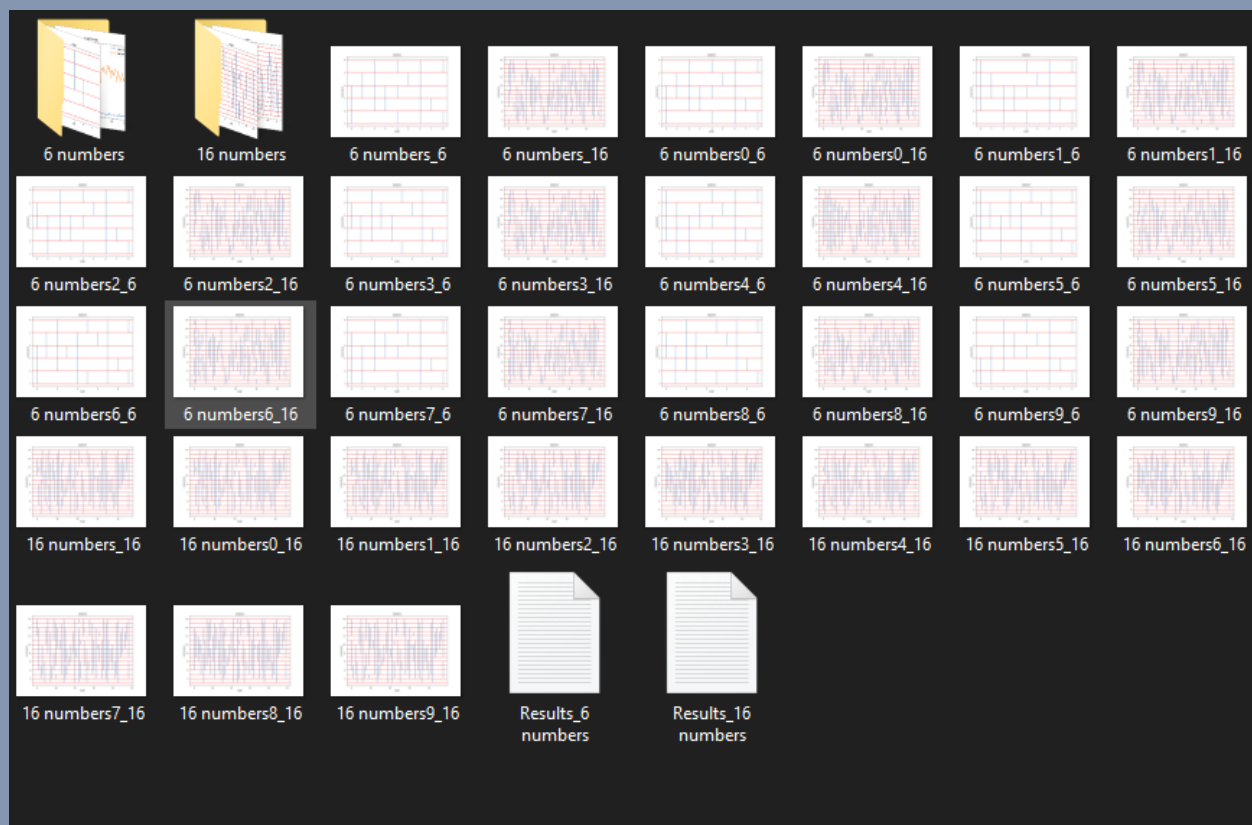 6 numbers
16 numbers
6 numbers_6
6 numbers_16
6 numbers0_6
6 numbers0_16
6 numbers1_6
6 numbers1_16
6 numbers2_6
6 numbers2_16
6 numbers3_6
6 numbers3_16
6 numbers4_6
6 numbers4_16
6 numbers5_6
6 numbers5_16
6 numbers6_6
6 numbers6_16
6 numbers7_6
6 numbers7_16
6 numbers8_6
6 numbers8_16
6 numbers9_6
6 numbers9_16
16 numbers_16
16 numbers0_16
16 numbers1_16
16 numbers2_16
16 numbers3_16
16 numbers4_16
16 numbers5_16
16 numbers6_16
16 numbers7_16
16 numbers8_16
16 numbers9_16
Results_6
numbers
Results_16
numbers